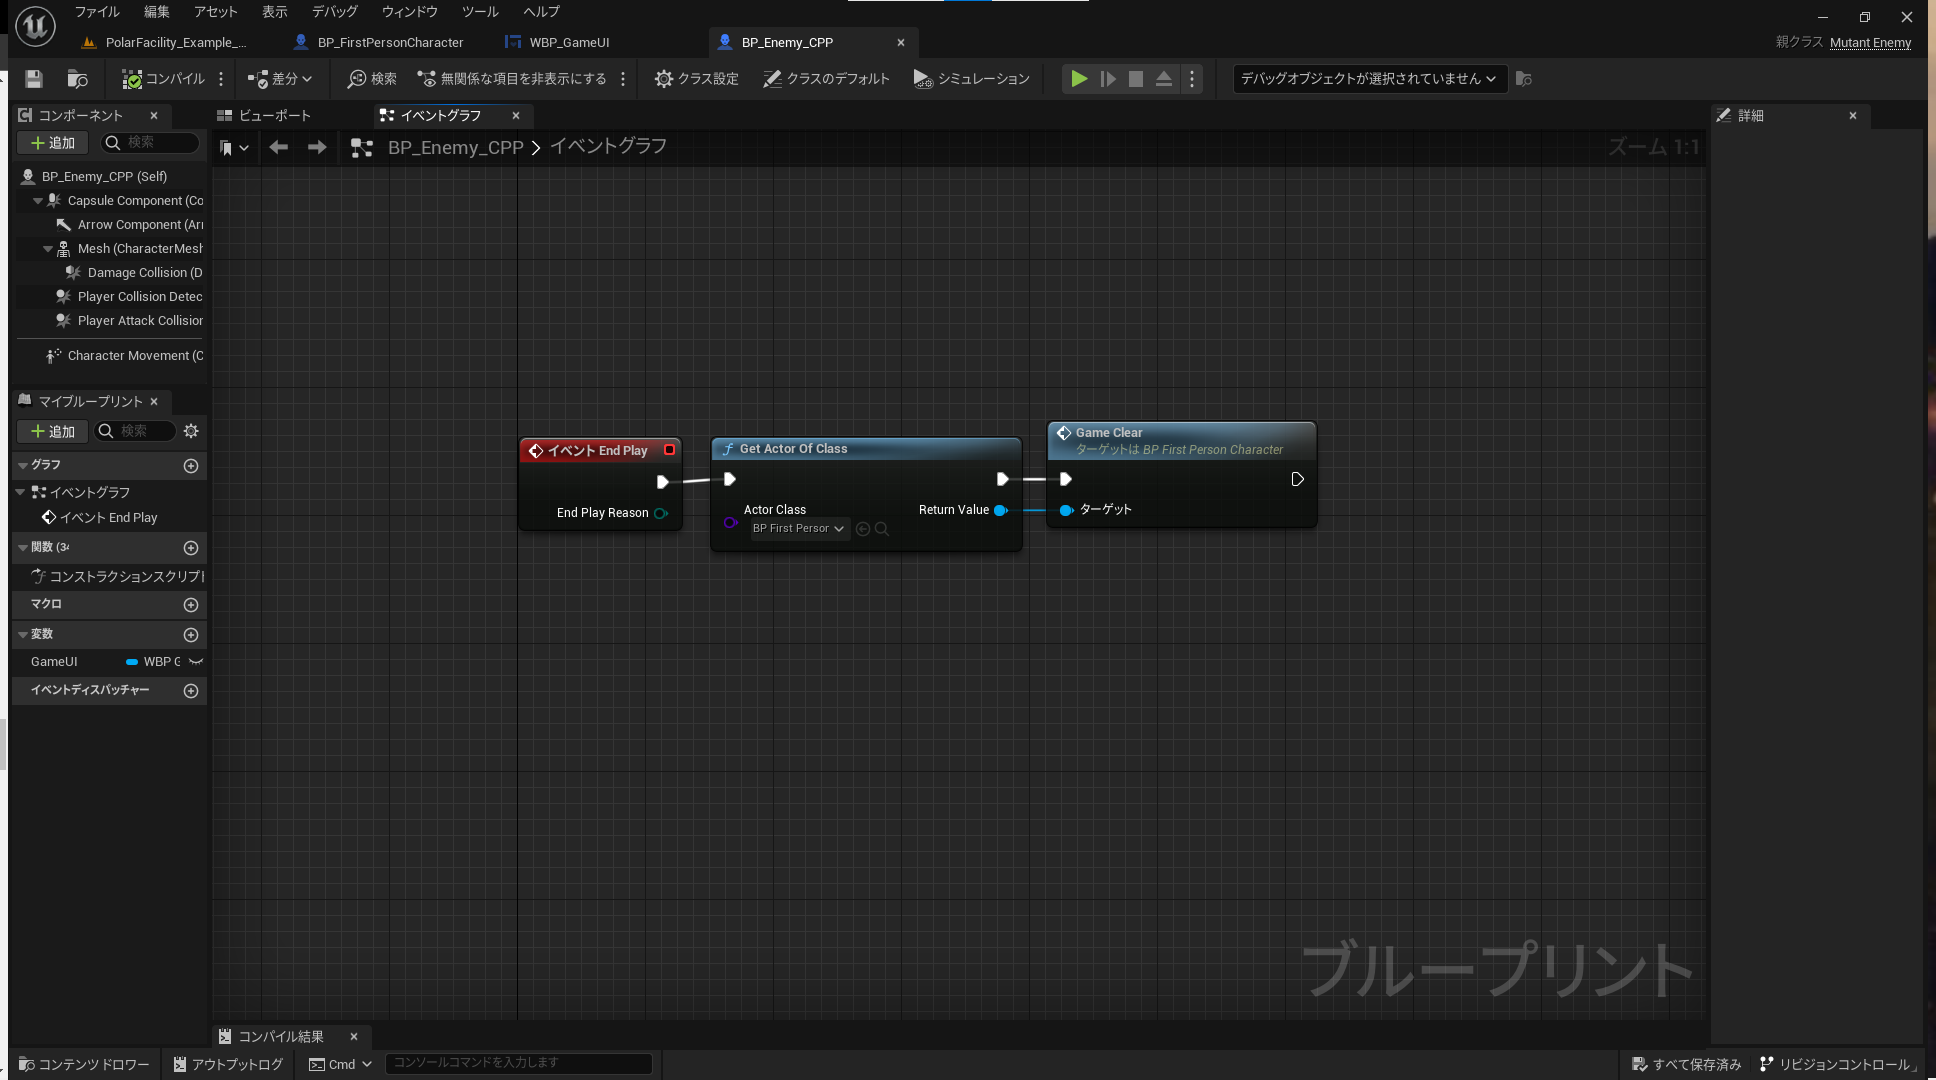 ファイル 編集 アセット 表示 デバッグ ウィンドウ ツール ヘルプ
PolarFacility_Example_... BP_FirstPersonCharacter WBP_GameUI BP_Enemy_CPP
親クラス Mutant Enemy
コンパイル 差分 検索 無関係な項目を非表示にする クラス設定 クラスのデフォルト シミュレーション デバッグオブジェクトが選択されていません
コンポーネント
追加 検索
BP_Enemy_CPP (Self)
Capsule Component (Co
Arrow Component (Arr
Mesh (CharacterMesh
Damage Collision (D
Player Collision Detec
Player Attack Collision
Character Movement (C
マイブループリント
追加 検索
グラフ
イベントグラフ
イベント End Play
関数 (34
コンストラクションスクリプト
マクロ
変数
GameUI WBP G
イベントディスパッチャー
ビューポート イベントグラフ
BP_Enemy_CPP > イベントグラフ
ズーム 1:1
イベント End Play
End Play Reason
Get Actor Of Class
Actor Class
BP First Person
Return Value
Game Clear
ターゲットは BP First Person Character
ターゲット
ブループリント
詳細
コンパイル結果
コンテンツドロワー アウトプットログ Cmd コンソールコマンドを入力します
すべて保存済み リビジョンコントロール